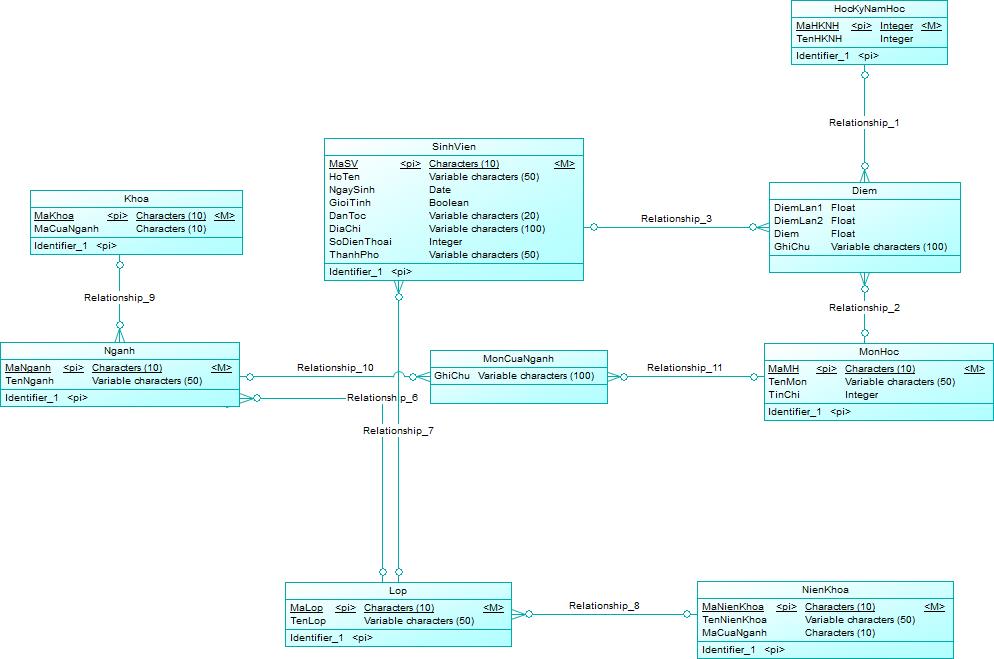 HocKyNamHoc
MaHKNH <pi> Integer <M>
TenHKNH Integer
Identifier_1 <pi>
Relationship_1
SinhVien
MaSV <pi> Characters (10) <M>
HoTen Variable characters (50)
NgaySinh Date
GioiTinh Boolean
DanToc Variable characters (20)
DiaChi Variable characters (100)
SoDienThoai Integer
ThanhPho Variable characters (50)
Identifier_1 <pi>
Relationship_3
Diem
DiemLan1 Float
DiemLan2 Float
Diem Float
GhiChu Variable characters (100)
Khoa
MaKhoa <pi> Characters (10) <M>
MaCuaNganh Characters (10)
Identifier_1 <pi>
Relationship_9
Relationship_2
Nganh
MaNganh <pi> Characters (10) <M>
TenNganh Variable characters (50)
Identifier_1 <pi>
Relationship_10
MonCuaNganh
GhiChu Variable characters (100)
Relationship_11
MonHoc
MaMH <pi> Characters (10) <M>
TenMon Variable characters (50)
TinChi Integer
Identifier_1 <pi>
Relationship_6
Relationship_7
Lop
MaLop <pi> Characters (10) <M>
TenLop Variable characters (50)
Identifier_1 <pi>
Relationship_8
NienKhoa
MaNienKhoa <pi> Characters (10) <M>
TenNienKhoa Variable characters (50)
MaCuaNganh Characters (10)
Identifier_1 <pi>